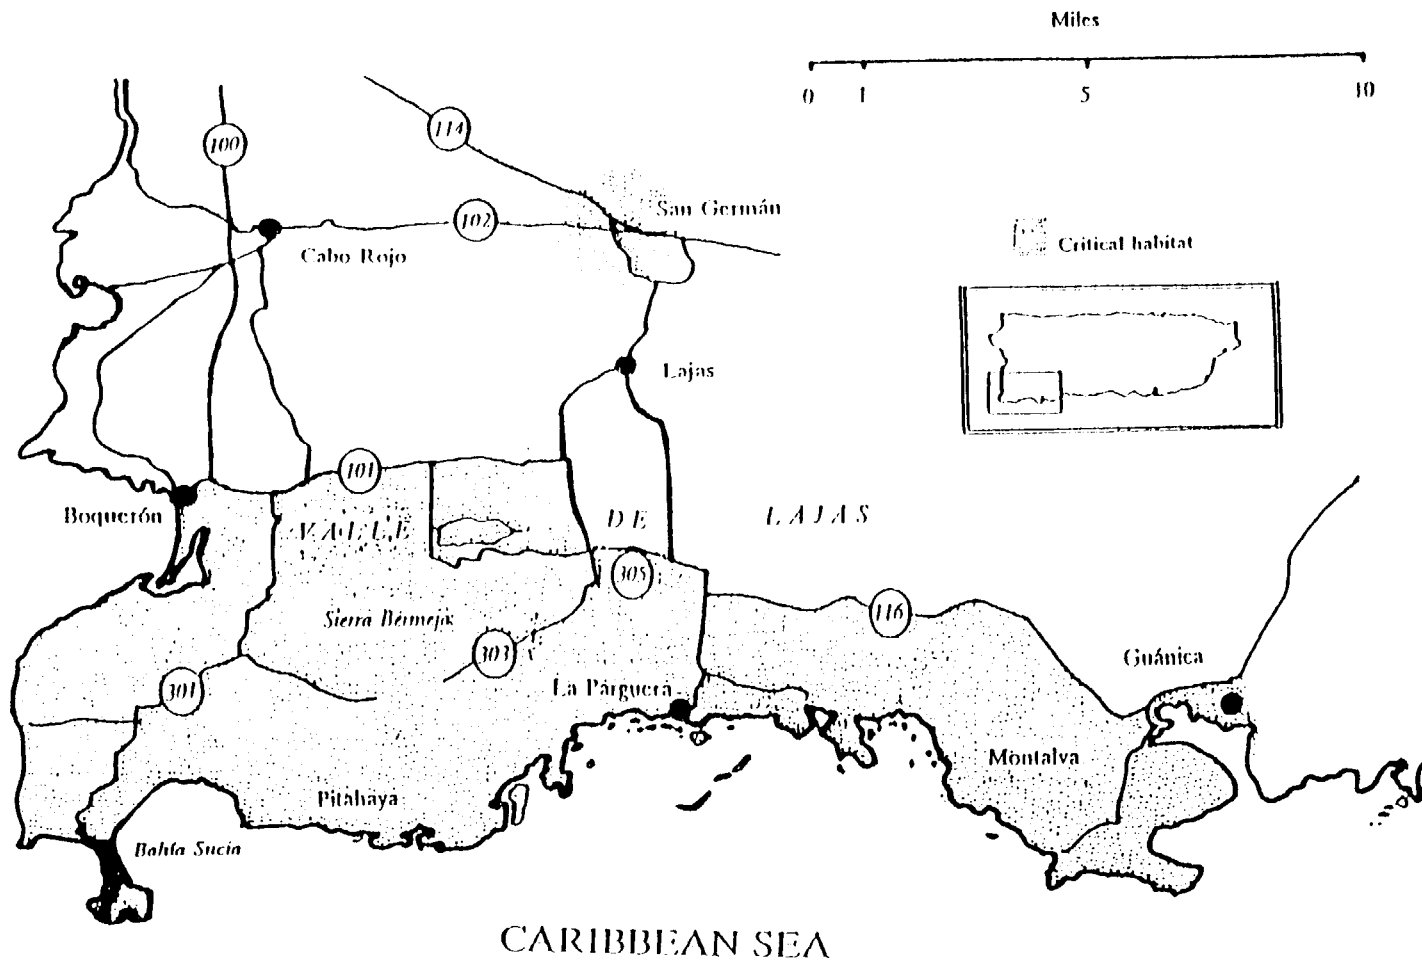 Miles
0 1 5 10
114
100
San Germán
102
Cabo Rojo
Critical habitat
Lajas
101
Boquerón
VALLE DE LAJAS
305
Sierra Bermeja
116
303
Guánica
301
La Parguera
Montalva
Pitahaya
Bahía Sucia
CARIBBEAN SEA